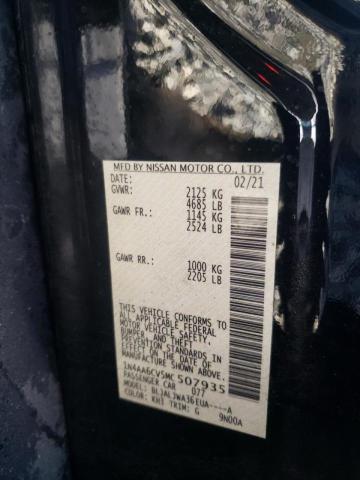 MFD BY NISSAN MOTOR CO., LTD.
DATE: 02/21
GVWR: 2125 KG
4685 LB
GAWR FR.: 1145 KG
2524 LB
GAWR RR.: 1000 KG
2205 LB
THIS VEHICLE CONFORMS TO
ALL APPLICABLE FEDERAL
MOTOR VEHICLE SAFETY,
BUMPER, AND THEFT
PREVENTION STANDARDS
IN EFFECT ON THE DATE OF
MANUFACTURE SHOWN ABOVE.
1N4AA6CV5MC507935
PASSENGER CAR 077
MODEL: BLJALJWA36EUA----A
COLOR: KH3 TRIM: G 9N00A